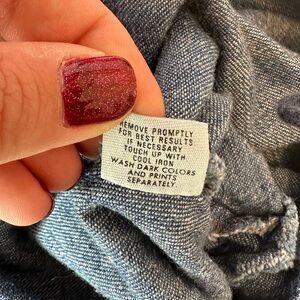 REMOVE PROMPTLY
FOR BEST RESULTS
IF NECESSARY
TOUCH UP WITH
COOL IRON
WASH DARK COLORS
AND PRINTS
SEPARATELY.